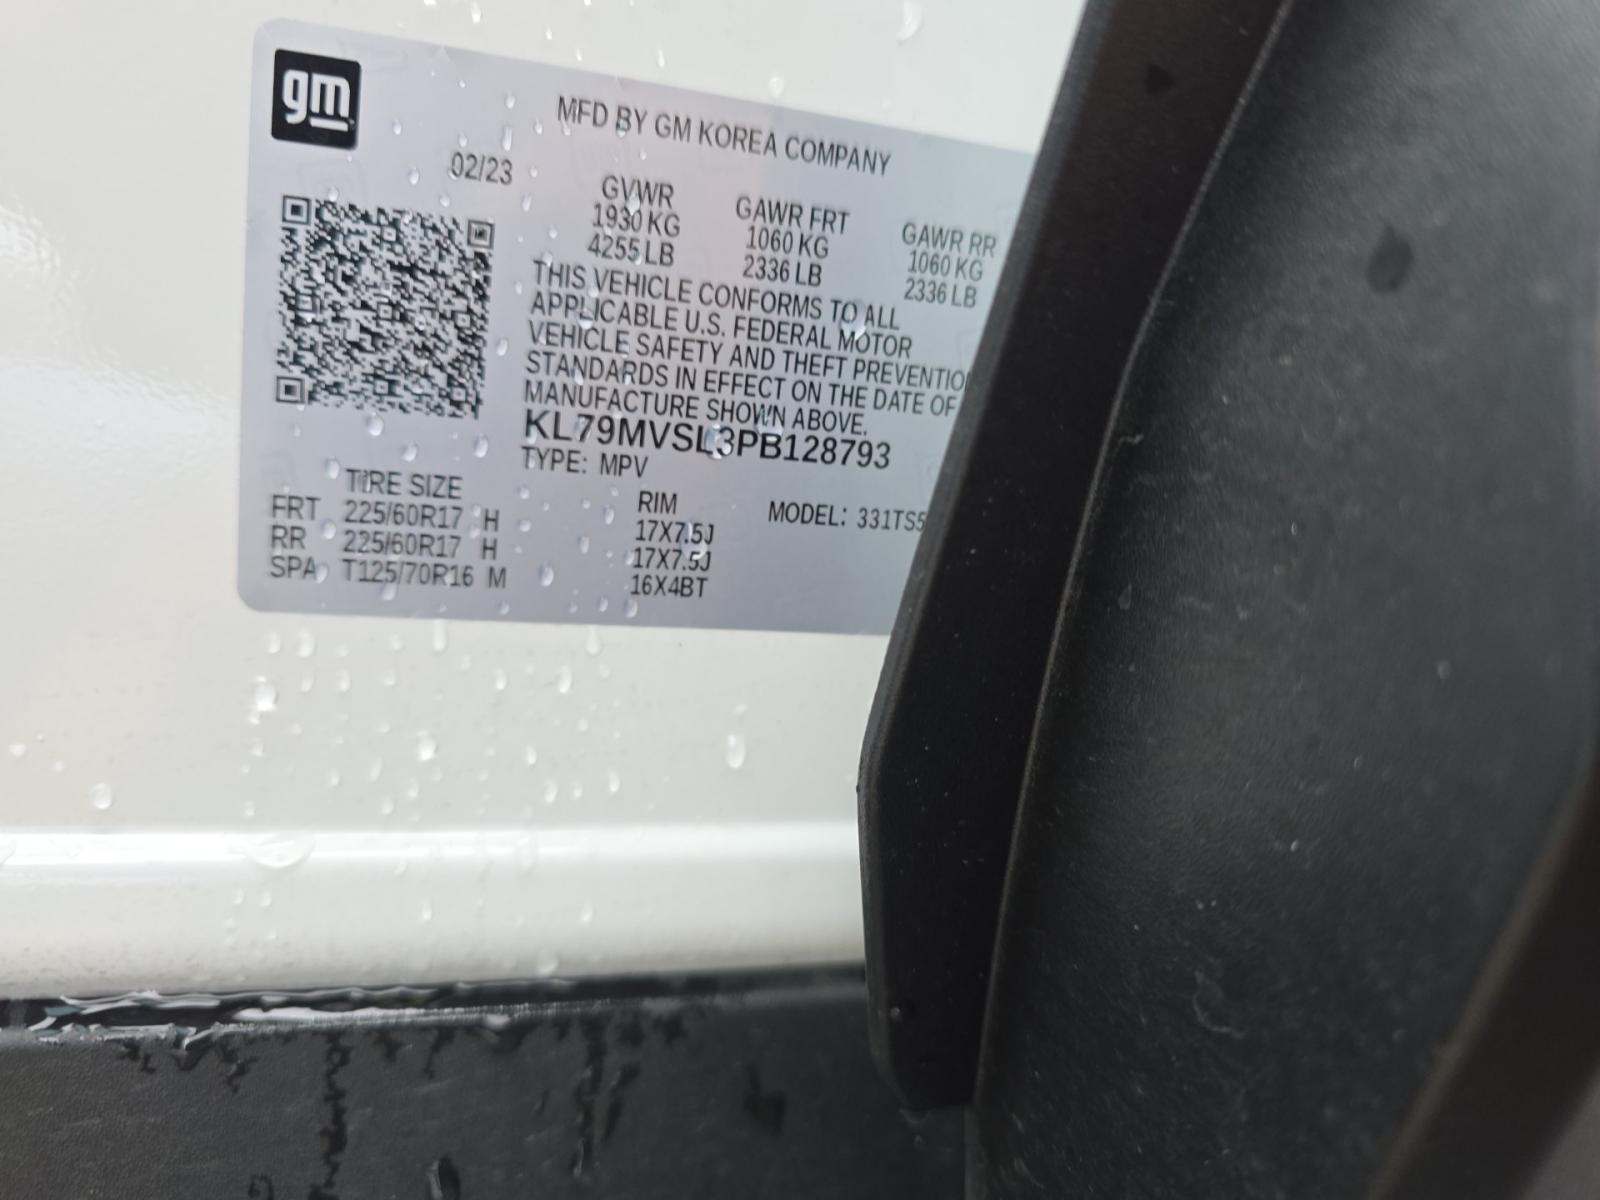 gm
MFD BY GM KOREA COMPANY
02/23
GVWR
1930 KG
4255 LB
GAWR FRT
1060 KG
2336 LB
GAWR RR
1060 KG
2336 LB
THIS VEHICLE CONFORMS TO ALL
APPLICABLE U.S. FEDERAL MOTOR
VEHICLE SAFETY AND THEFT PREVENTIO
STANDARDS IN EFFECT ON THE DATE OF
MANUFACTURE SHOWN ABOVE.
KL79MVSL3PB128793
TYPE: MPV
TIRE SIZE
RIM
MODEL: 331TS5
FRT 225/60R17 H 17X7.5J
RR 225/60R17 H 17X7.5J
SPA T125/70R16 M 16X4BT